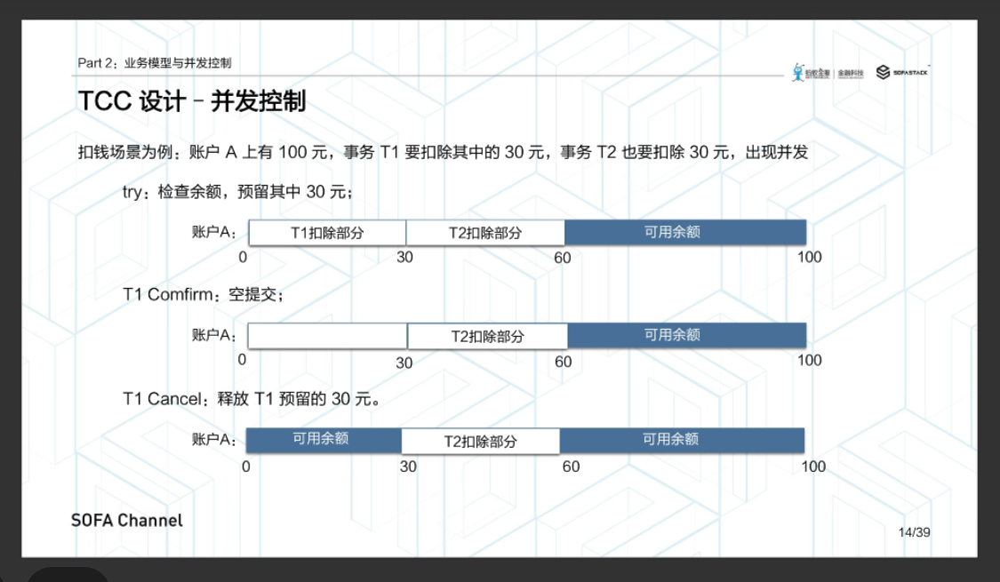 Part 2：业务模型与并发控制
蚂蚁金服 | 金融科技
SOFASTACK
TCC 设计 – 并发控制
扣钱场景为例：账户 A 上有 100 元，事务 T1 要扣除其中的 30 元，事务 T2 也要扣除 30 元，出现并发
try：检查余额，预留其中 30 元；
账户A： T1扣除部分 T2扣除部分 可用余额
0 30 60 100
T1 Comfirm：空提交；
账户A： T2扣除部分 可用余额
0 30 60 100
T1 Cancel：释放 T1 预留的 30 元。
账户A： 可用余额 T2扣除部分 可用余额
0 30 60 100
SOFA Channel
14/39